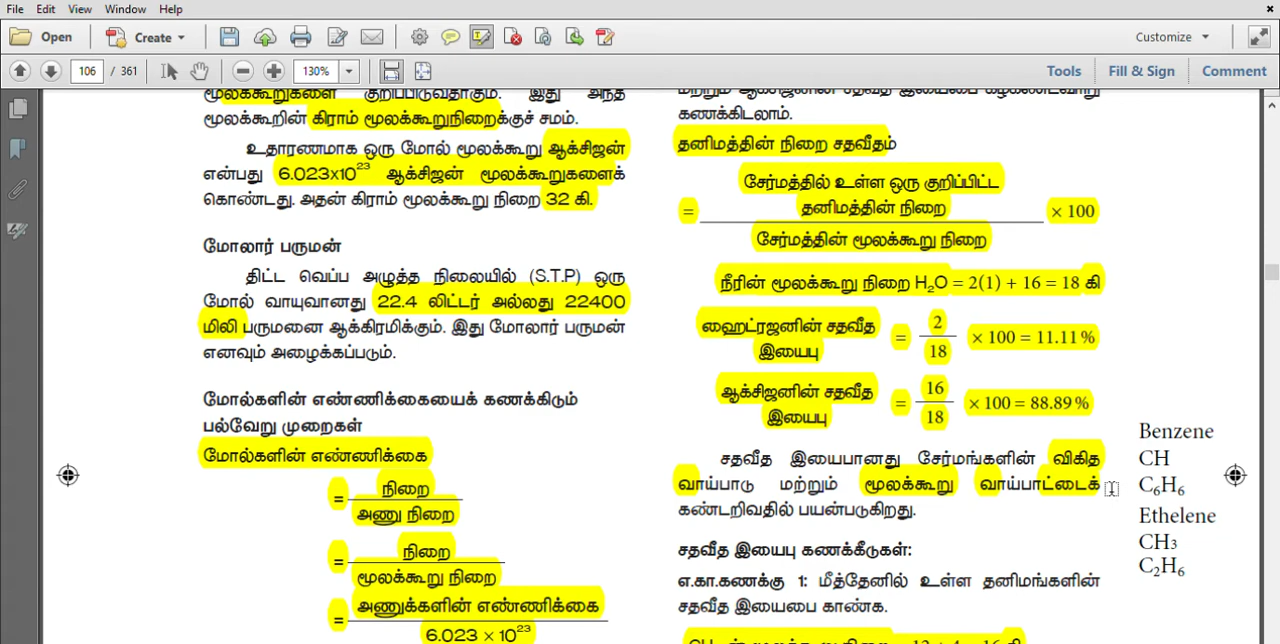 File Edit View Window Help
Open Create Customize
106 / 361 130% Tools Fill & Sign Comment
மூலக்கூறுகளை குறிப்பிடுவதாகும். இது அந்த
மூலக்கூறின் கிராம் மூலக்கூறுநிறைக்குச் சமம்.
உதாரணமாக ஒரு மோல் மூலக்கூறு ஆக்சிஜன்
என்பது 6.023x10²³ ஆக்சிஜன் மூலக்கூறுகளைக்
கொண்டது. அதன் கிராம் மூலக்கூறு நிறை 32 கி.
மோலார் பருமன்
திட்ட வெப்ப அழுத்த நிலையில் (S.T.P) ஒரு
மோல் வாயுவானது 22.4 லிட்டர் அல்லது 22400
மிலி பருமனை ஆக்கிரமிக்கும். இது மோலார் பருமன்
எனவும் அழைக்கப்படும்.
மோல்களின் எண்ணிக்கையைக் கணக்கிடும்
பல்வேறு முறைகள்
மோல்களின் எண்ணிக்கை
= நிறை
அணு நிறை
= நிறை
மூலக்கூறு நிறை
= அணுக்களின் எண்ணிக்கை
6.023 × 10²³
மற்றும் ஆக்சிஜனின் சதவீத இயைபை கீழ்கண்டவாறு
கணக்கிடலாம்.
தனிமத்தின் நிறை சதவீதம்
சேர்மத்தில் உள்ள ஒரு குறிப்பிட்ட
தனிமத்தின் நிறை
= × 100
சேர்மத்தின் மூலக்கூறு நிறை
நீரின் மூலக்கூறு நிறை H₂O = 2(1) + 16 = 18 கி
ஹைட்ரஜனின் சதவீத இயைபு = 2/18 × 100 = 11.11 %
ஆக்சிஜனின் சதவீத இயைபு = 16/18 × 100 = 88.89 %
சதவீத இயைபானது சேர்மங்களின் விகித
வாய்பாடு மற்றும் மூலக்கூறு வாய்பாட்டைக்
கண்டறிவதில் பயன்படுகிறது.
சதவீத இயைபு கணக்கீடுகள்:
எ.கா.கணக்கு 1: மீத்தேனில் உள்ள தனிமங்களின்
சதவீத இயைபை காண்க.
Benzene
CH
C₆H₆
Ethelene
CH₃
C₂H₆